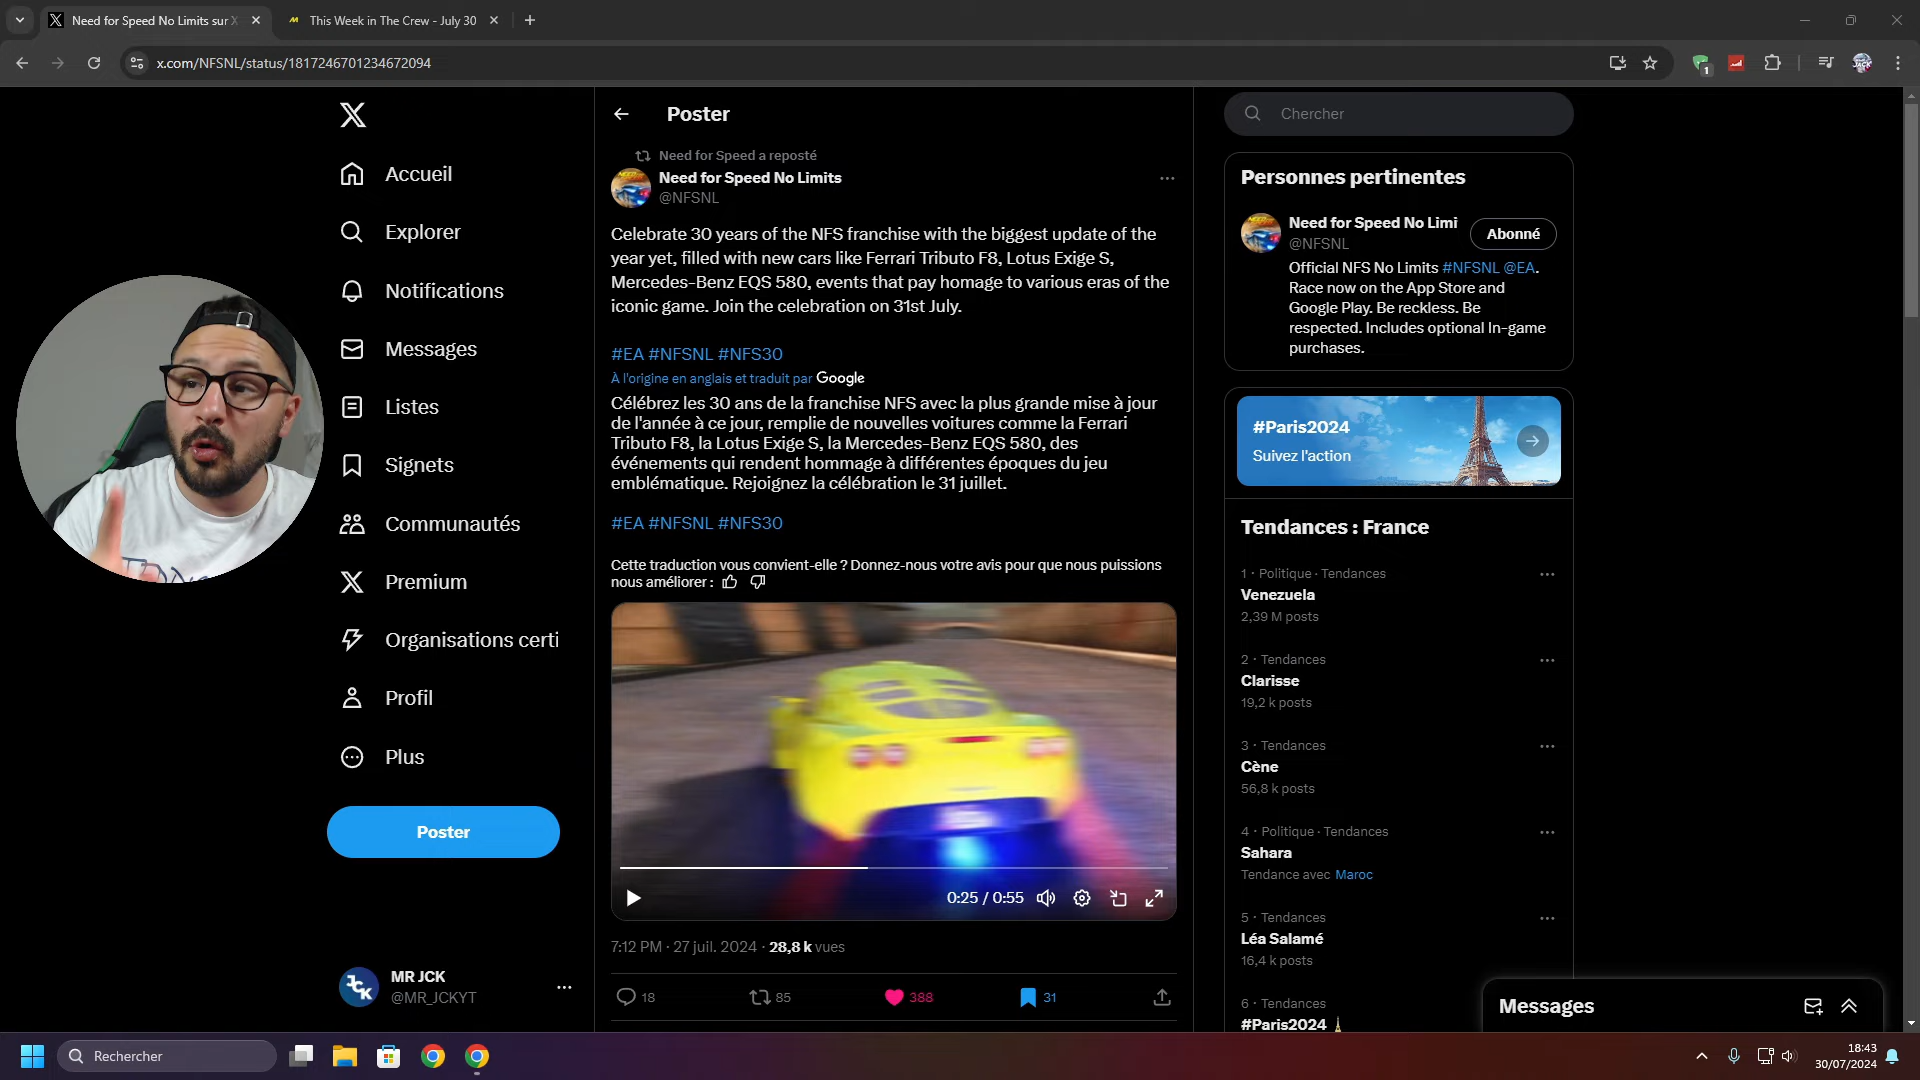 Need for Speed No Limits sur X
This Week in The Crew - July 30
x.com/NFSNL/status/1817246701234672094
1
Accueil
Explorer
Notifications
Messages
Listes
Signets
Communautés
Premium
Organisations certi
Profil
Plus
Poster
MR JCK
@MR_JCKYT
Poster
Need for Speed a reposté
Need for Speed No Limits
@NFSNL
Celebrate 30 years of the NFS franchise with the biggest update of the
year yet, filled with new cars like Ferrari Tributo F8, Lotus Exige S,
Mercedes-Benz EQS 580, events that pay homage to various eras of the
iconic game. Join the celebration on 31st July.
#EA #NFSNL #NFS30
À l'origine en anglais et traduit par Google
Célébrez les 30 ans de la franchise NFS avec la plus grande mise à jour
de l'année à ce jour, remplie de nouvelles voitures comme la Ferrari
Tributo F8, la Lotus Exige S, la Mercedes-Benz EQS 580, des
événements qui rendent hommage à différentes époques du jeu
emblématique. Rejoignez la célébration le 31 juillet.
#EA #NFSNL #NFS30
Cette traduction vous convient-elle ? Donnez-nous votre avis pour que nous puissions
nous améliorer :
0:25 / 0:55
7:12 PM · 27 juil. 2024 · 28,8 k vues
18 85 388 31
Chercher
Personnes pertinentes
Need for Speed No Limi
@NFSNL
Abonné
Official NFS No Limits #NFSNL @EA.
Race now on the App Store and
Google Play. Be reckless. Be
respected. Includes optional In-game
purchases.
#Paris2024
Suivez l'action
Tendances : France
1 · Politique · Tendances
Venezuela
2,39 M posts
2 · Tendances
Clarisse
19,2 k posts
3 · Tendances
Cène
56,8 k posts
4 · Politique · Tendances
Sahara
Tendance avec Maroc
5 · Tendances
Léa Salamé
16,4 k posts
6 · Tendances
#Paris2024
Messages
Rechercher
18:43
30/07/2024